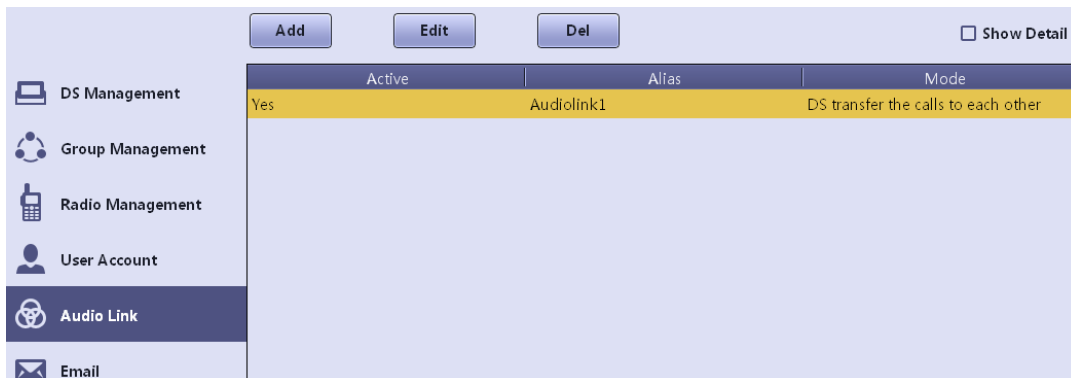 Add Edit Del Show Detail
Active Alias Mode
Yes Audiolink1 DS transfer the calls to each other
DS Management
Group Management
Radio Management
User Account
Audio Link
Email